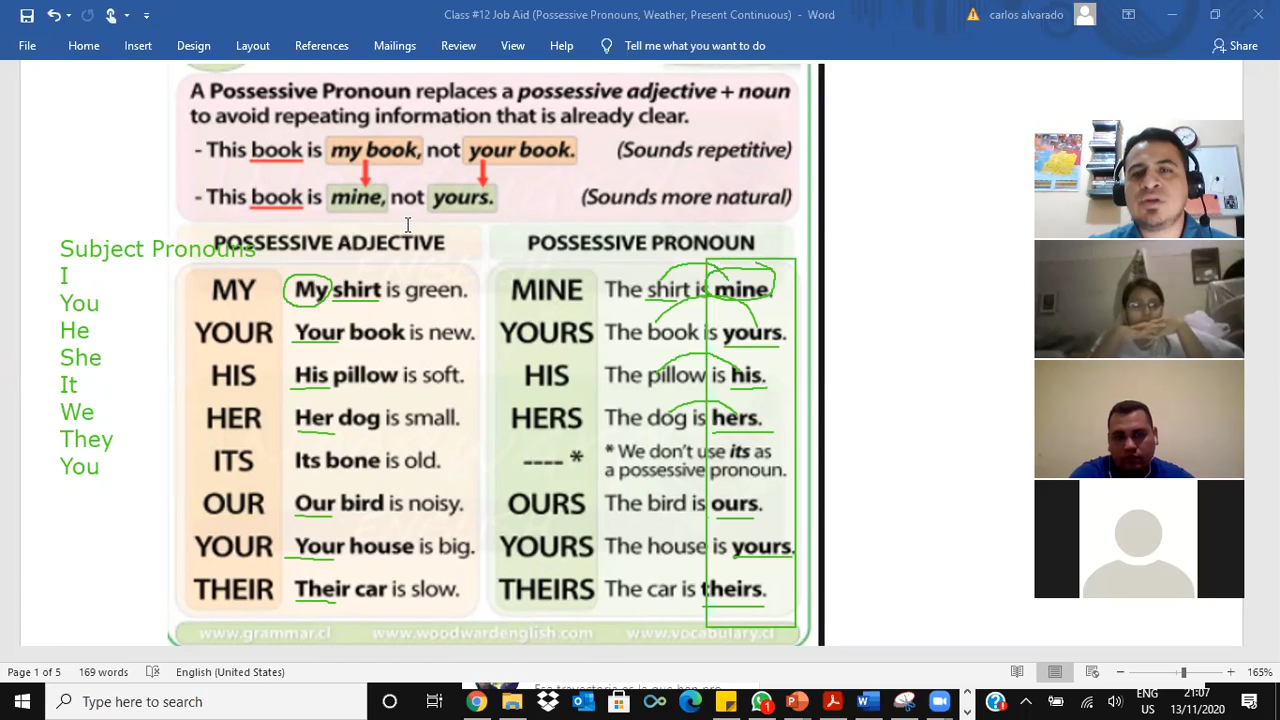 Class #12 Job Aid (Possessive Pronouns, Weather, Present Continuous) - Word
carlos alvarado
File Home Insert Design Layout References Mailings Review View Help Tell me what you want to do Share
A Possessive Pronoun replaces a possessive adjective + noun
to avoid repeating information that is already clear.
- This book is my book, not your book. (Sounds repetitive)
- This book is mine, not yours. (Sounds more natural)
Subject Pronouns
I
You
He
She
It
We
They
You
POSSESSIVE ADJECTIVE
MY My shirt is green.
YOUR Your book is new.
HIS His pillow is soft.
HER Her dog is small.
ITS Its bone is old.
OUR Our bird is noisy.
YOUR Your house is big.
THEIR Their car is slow.
POSSESSIVE PRONOUN
MINE The shirt is mine.
YOURS The book is yours.
HIS The pillow is his.
HERS The dog is hers.
---- * * We don't use its as
a possessive pronoun.
OURS The bird is ours.
YOURS The house is yours.
THEIRS The car is theirs.
www.grammar.cl www.woodwardenglish.com www.vocabulary.cl
Page 1 of 5 169 words English (United States) 165%
Type here to search
ENG
SP
21:07
13/11/2020